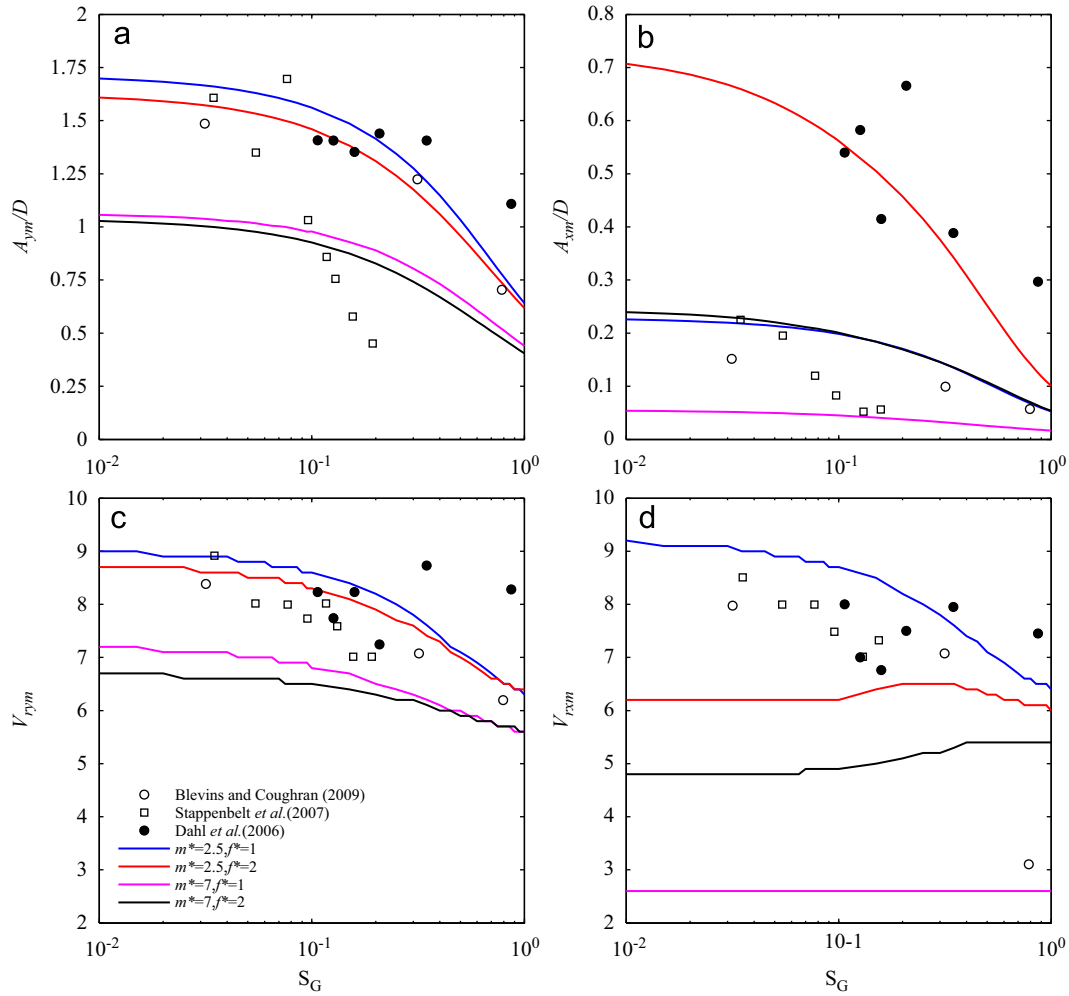 a
2
1.75
1.5
1.25
1
0.75
0.5
0.25
0
A_ym/D
10^-2
10^-1
10^0
b
0.8
0.7
0.6
0.5
0.4
0.3
0.2
0.1
0
A_xm/D
10^-2
10^-1
10^0
c
10
9
8
7
6
5
4
3
2
V_rym
Blevins and Coughran (2009)
Stappenbelt et al.(2007)
Dahl et al.(2006)
m*=2.5,f*=1
m*=2.5,f*=2
m*=7,f*=1
m*=7,f*=2
10^-2
10^-1
10^0
S_G
d
10
9
8
7
6
5
4
3
2
V_rxm
10^-2
10-1
10^0
S_G